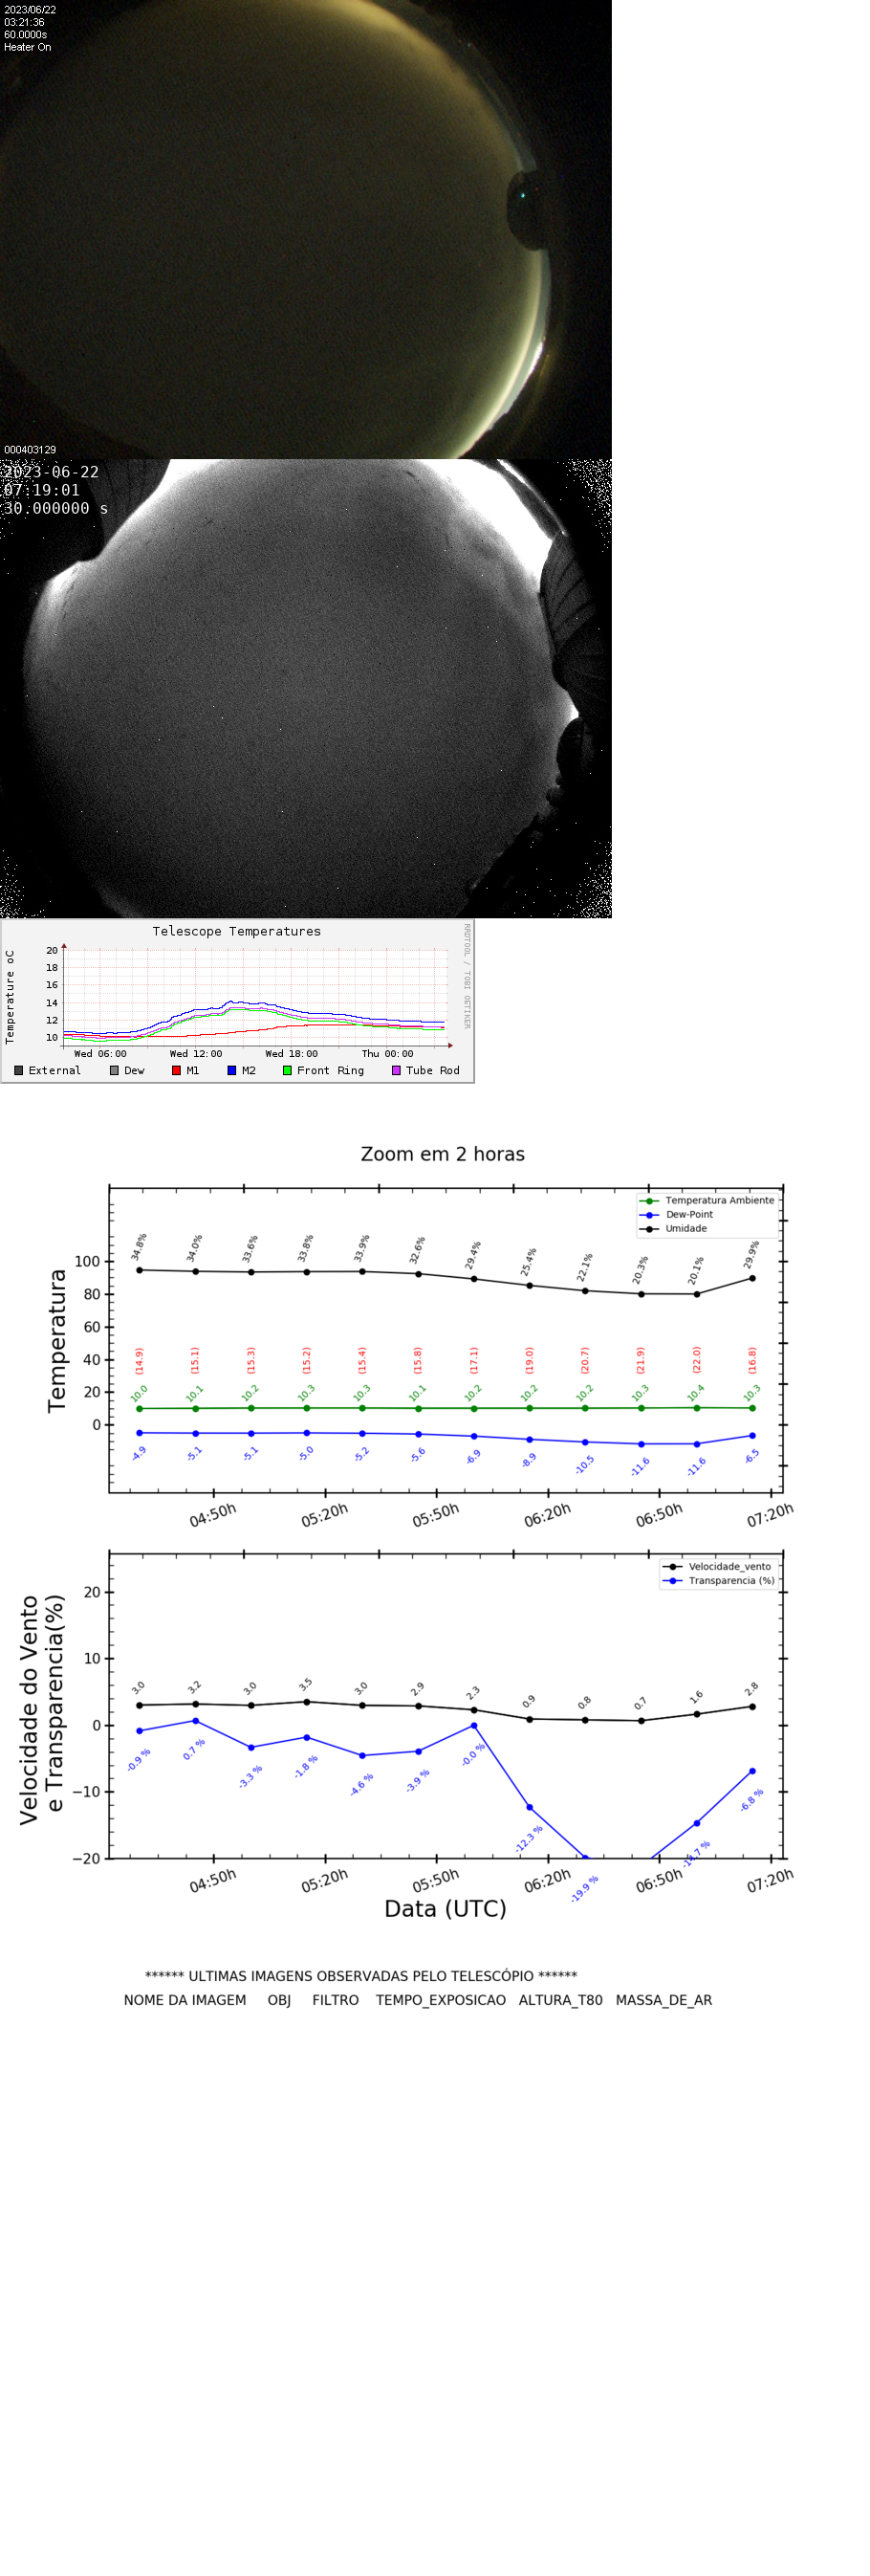 2023/06/22
03:21:36
60.0000s
Heater On
000403129
2023-06-22
07:19:01
30.000000 s
Telescope Temperatures
Temperature oC
20
18
16
14
12
10
Wed 06:00 Wed 12:00 Wed 18:00 Thu 00:00
External Dew M1 M2 Front Ring Tube Rod
RRDTOOL / TOBI OETIKER
Zoom em 2 horas
Temperatura Ambiente
Dew-Point
Umidade
Temperatura
100
80
60
40
20
0
34.8% 34.0% 33.6% 33.8% 33.9% 32.6% 29.4% 25.4% 22.1% 20.3% 20.1% 29.9%
(14.9) (15.1) (15.3) (15.2) (15.4) (15.8) (17.1) (19.0) (20.7) (21.9) (22.0) (16.8)
10.0 10.1 10.2 10.3 10.3 10.1 10.2 10.2 10.2 10.3 10.4 10.3
-4.9 -5.1 -5.1 -5.0 -5.2 -5.6 -6.9 -8.9 -10.5 -11.6 -11.6 -6.5
04:50h 05:20h 05:50h 06:20h 06:50h 07:20h
Velocidade_vento
Transparencia (%)
Velocidade do Vento
e Transparencia(%)
20
10
0
−10
−20
3.0 3.2 3.0 3.5 3.0 2.9 2.3 0.9 0.8 0.7 1.6 2.8
-0.9 % 0.7 % -3.3 % -1.8 % -4.6 % -3.9 % -0.0 % -12.3 % -19.9 % -14.7 % -6.8 %
04:50h 05:20h 05:50h 06:20h 06:50h 07:20h
Data (UTC)
****** ULTIMAS IMAGENS OBSERVADAS PELO TELESCÓPIO ******
NOME DA IMAGEM OBJ FILTRO TEMPO_EXPOSICAO ALTURA_T80 MASSA_DE_AR